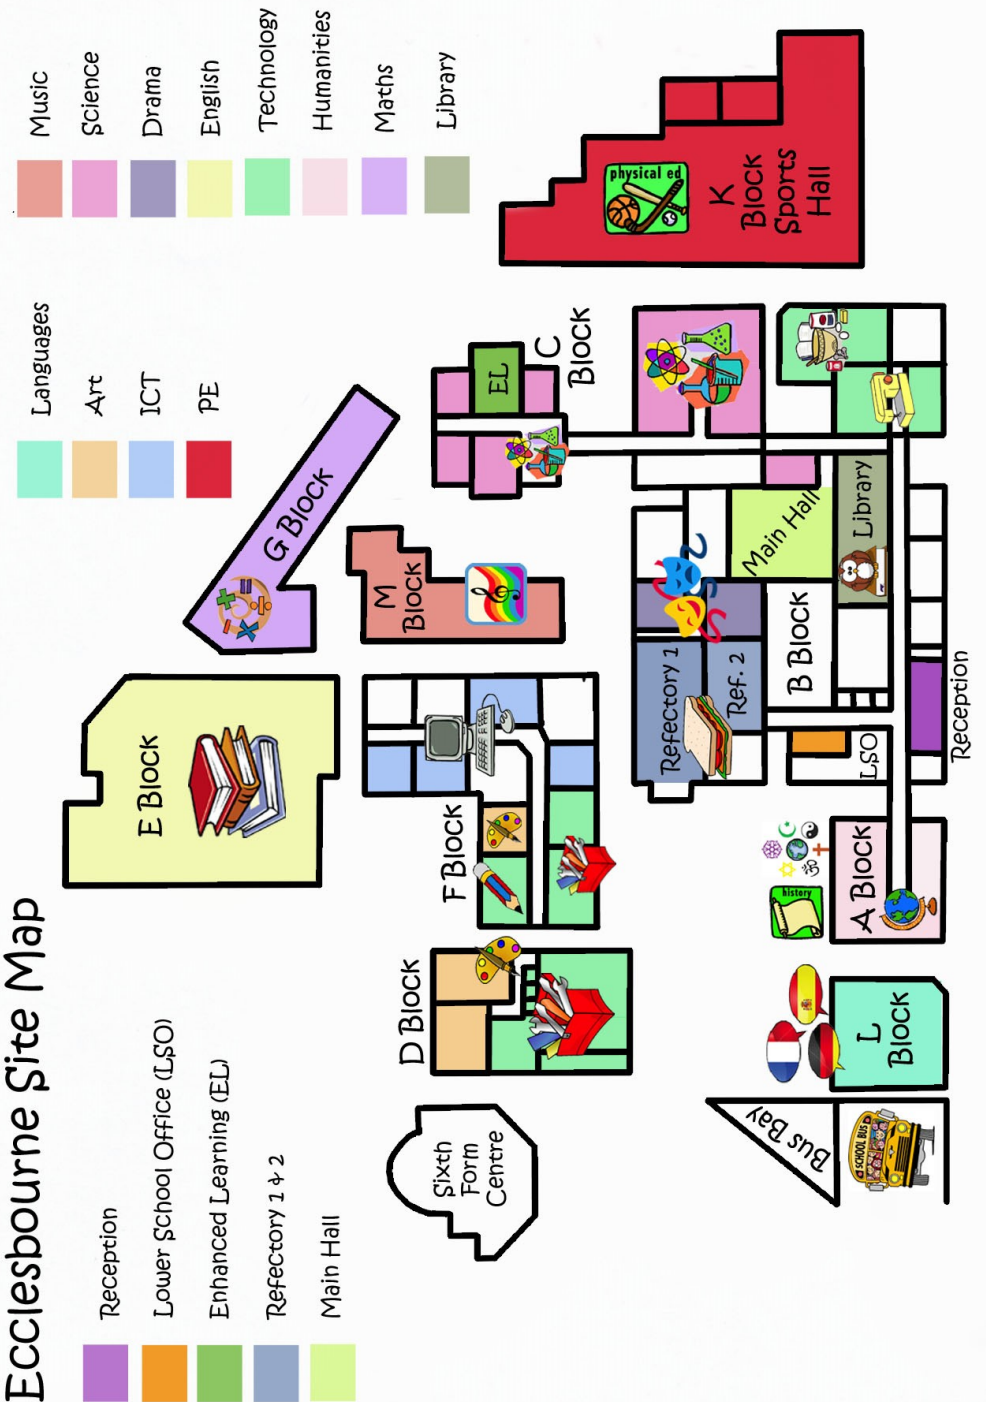 Ecclesbourne Site Map
Reception
Lower School Office (LSO)
Enhanced Learning (EL)
Refectory 1 & 2
Main Hall
Languages
Art
ICT
PE
Music
Science
Drama
English
Technology
Humanities
Maths
Library
E Block
G Block
M
Block
EL
C
Block
physical ed
K
Block
Sports
Hall
Sixth
Form
Centre
D Block
F Block
Refectory 1
Ref. 2
Main Hall
B Block
Library
LSO
Reception
Bus Bay
SCHOOL BUS
L
Block
history
A Block